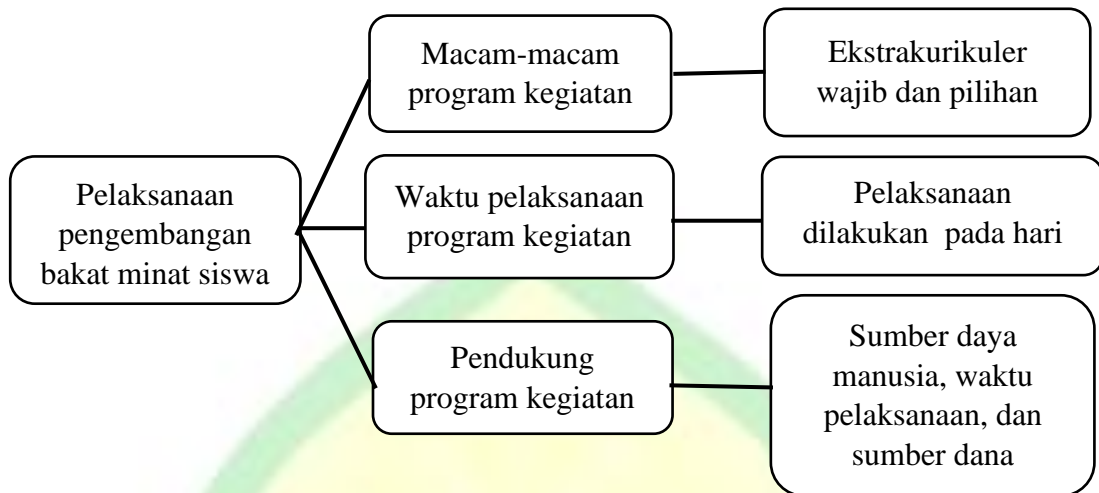 Pelaksanaan
pengembangan
bakat minat siswa
Macam-macam
program kegiatan
Ekstrakurikuler
wajib dan pilihan
Waktu pelaksanaan
program kegiatan
Pelaksanaan
dilakukan pada hari
Pendukung
program kegiatan
Sumber daya
manusia, waktu
pelaksanaan, dan
sumber dana